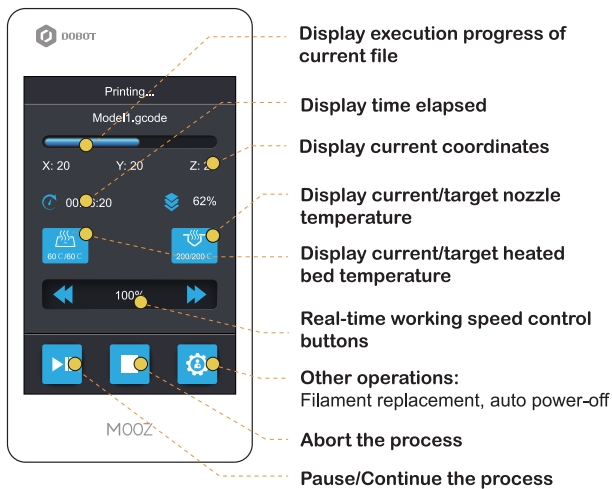 DOBOT
Printing...
Model1.gcode
X: 20 Y: 20 Z:
62%
60℃/60℃
200/200℃
100%
MOOZ
Display execution progress of
current file
Display time elapsed
Display current coordinates
Display current/target nozzle
temperature
Display current/target heated
bed temperature
Real-time working speed control
buttons
Other operations:
Filament replacement, auto power-off
Abort the process
Pause/Continue the process